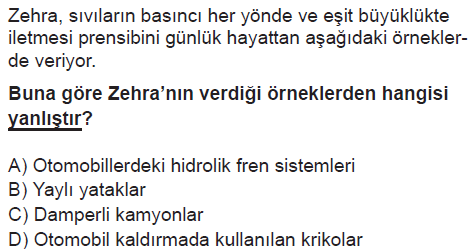 Zehra, sıvıların basıncı her yönde ve eşit büyüklükte
iletmesi prensibini günlük hayattan aşağıdaki örnekler-
de veriyor.
Buna göre Zehra’nın verdiği örneklerden hangisi
yanlıştır?
A) Otomobillerdeki hidrolik fren sistemleri
B) Yaylı yataklar
C) Damperli kamyonlar
D) Otomobil kaldırmada kullanılan krikolar